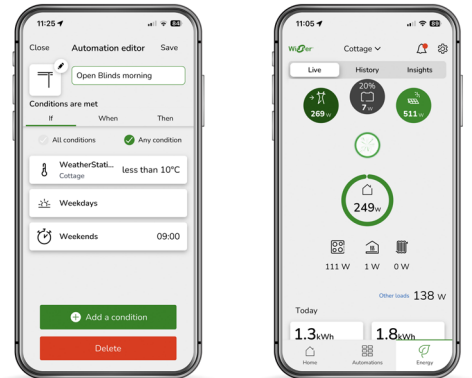 11:25
84
Close
Automation editor
Save
Open Blinds morning
Conditions are met
If
When
Then
All conditions
Any condition
WeatherStati...
Cottage
less than 10°C
Weekdays
Weekends
09:00
Add a condition
Delete
11:05
89
Wiser
Cottage
Live
History
Insights
269 w
20%
7 w
511 w
249 w
111 W
1 W
0 W
Other loads 138 W
Today
1.3 kWh
1.8 kWh
Home
Automations
Energy